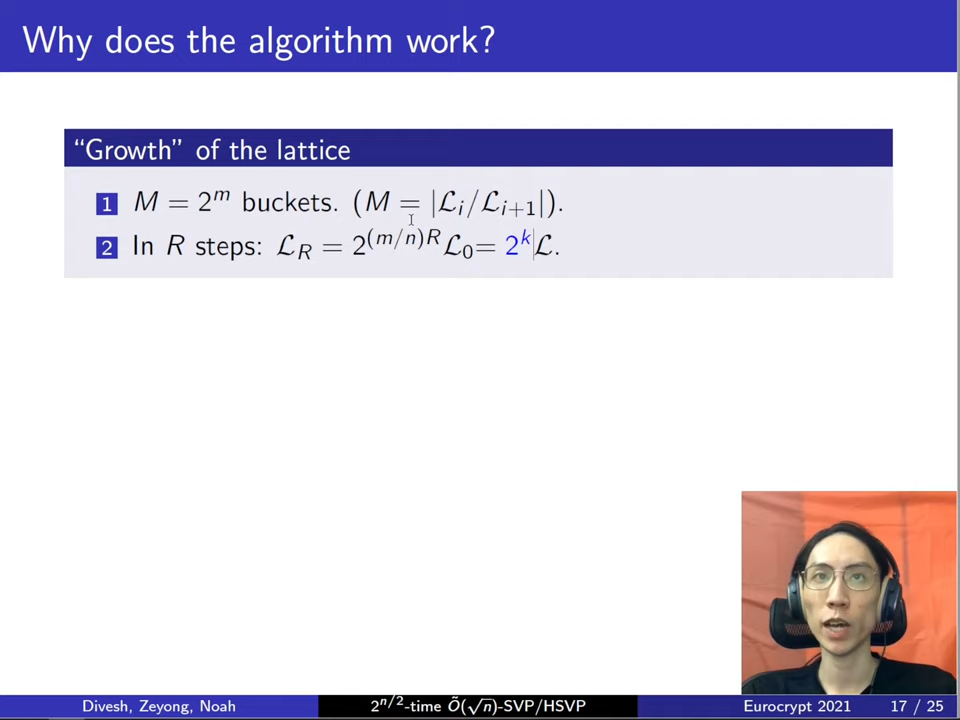 Why does the algorithm work?
“Growth” of the lattice
1 M = 2^m buckets. (M = |ℒ_i/ℒ_{i+1}|).
2 In R steps: ℒ_R = 2^{(m/n)R}ℒ_0= 2^kℒ.
Divesh, Zeyong, Noah 2^{n/2}-time Õ(√n)-SVP/HSVP Eurocrypt 2021 17 / 25